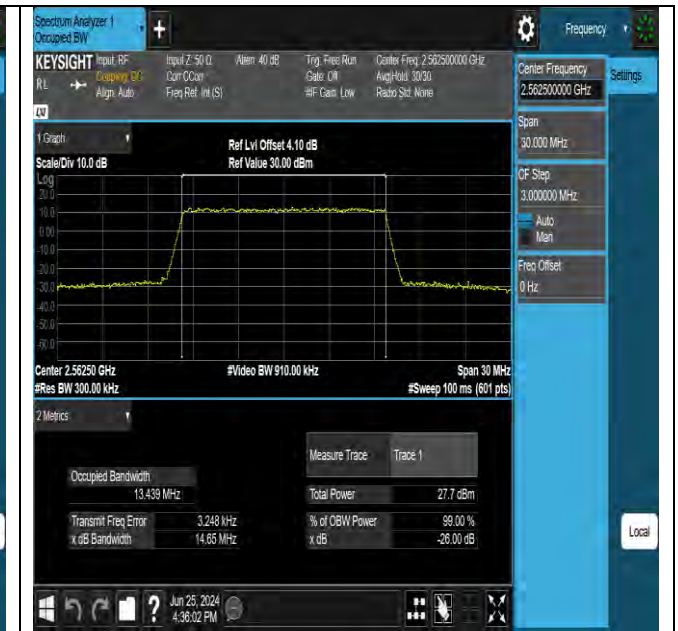 Spectrum Analyzer 1
Occupied BW
Frequency
KEYSIGHT
RL
LXI
Input: RF
Coupling: DC
Align: Auto
Input Z: 50 Ω
Corr CCorr
Freq Ref: Int (S)
Atten: 40 dB
Trig: Free Run
Gate: Off
#IF Gain: Low
Center Freq: 2.562500000 GHz
Avg|Hold: 30/30
Radio Std: None
Center Frequency
2.562500000 GHz
Settings
Span
30.000 MHz
CF Step
3.000000 MHz
Auto
Man
Freq Offset
0 Hz
1 Graph
Scale/Div 10.0 dB
Ref Lvl Offset 4.10 dB
Ref Value 30.00 dBm
Log
20.0
10.0
0.00
-10.0
-20.0
-30.0
-40.0
-50.0
-60.0
Center 2.56250 GHz
#Res BW 300.00 kHz
#Video BW 910.00 kHz
Span 30 MHz
#Sweep 100 ms (601 pts)
2 Metrics
Measure Trace
Trace 1
Occupied Bandwidth
13.439 MHz
Total Power
27.7 dBm
Transmit Freq Error
3.248 kHz
% of OBW Power
99.00 %
x dB Bandwidth
14.65 MHz
x dB
-26.00 dB
Local
?
Jun 25, 2024
4:36:02 PM